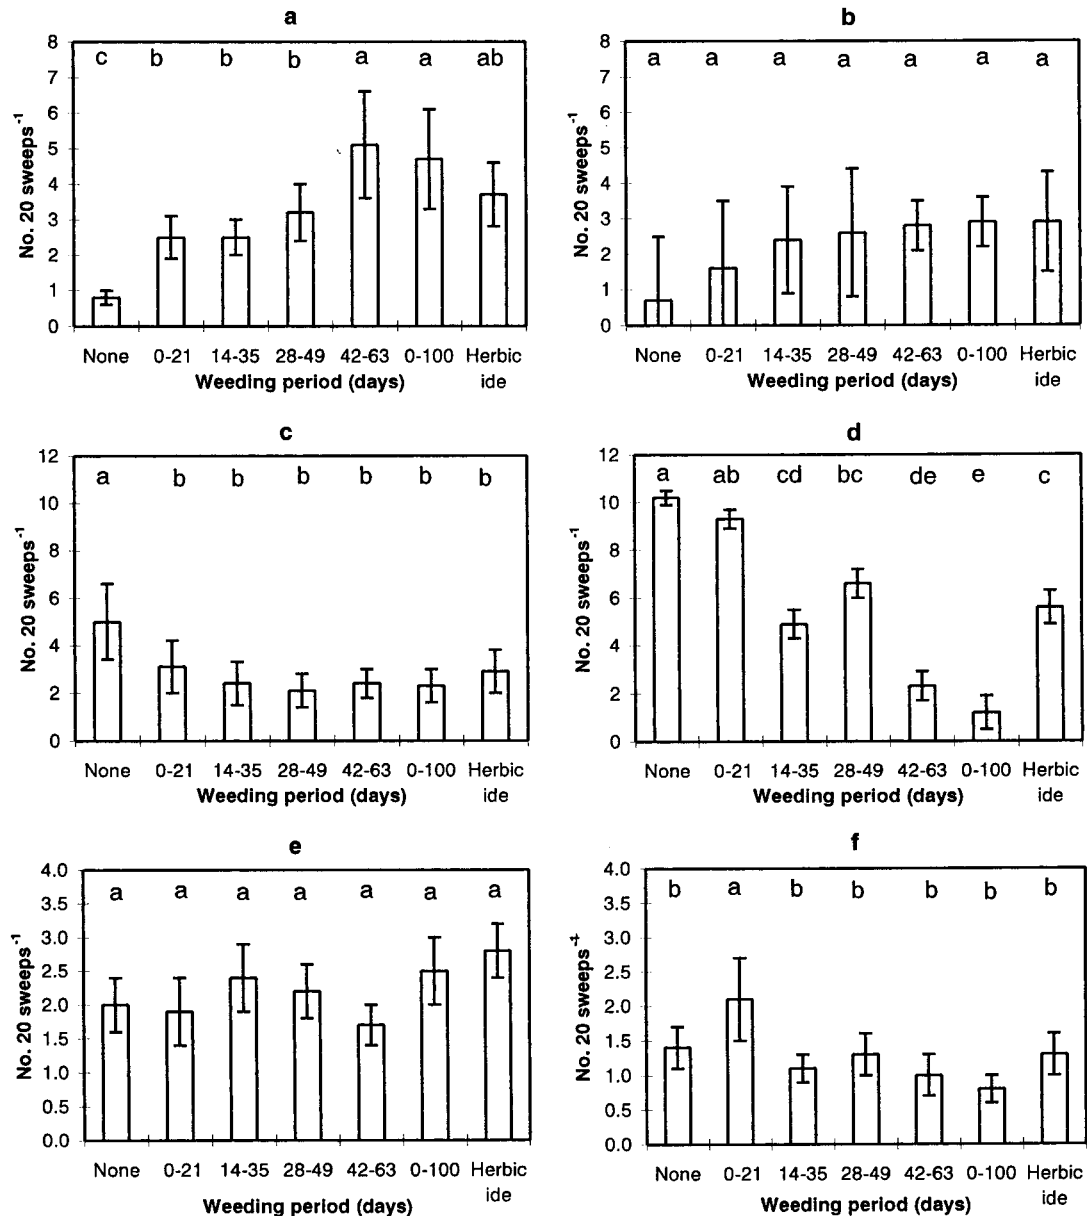 a
No. 20 sweeps⁻¹
8
7
6
5
4
3
2
1
0
c b b b a a ab
None 0-21 14-35 28-49 42-63 0-100 Herbic
ide
Weeding period (days)
b
No. 20 sweeps⁻¹
8
7
6
5
4
3
2
1
0
a a a a a a a
None 0-21 14-35 28-49 42-63 0-100 Herbic
ide
Weeding period (days)
c
No. 20 sweeps⁻¹
12
10
8
6
4
2
0
a b b b b b b
None 0-21 14-35 28-49 42-63 0-100 Herbic
ide
Weeding period (days)
d
No. 20 sweeps⁻¹
12
10
8
6
4
2
0
a ab cd bc de e c
None 0-21 14-35 28-49 42-63 0-100 Herbic
ide
Weeding period (days)
e
No. 20 sweeps⁻¹
4.0
3.5
3.0
2.5
2.0
1.5
1.0
0.5
0.0
a a a a a a a
None 0-21 14-35 28-49 42-63 0-100 Herbic
ide
Weeding period (days)
f
No. 20 sweeps⁻¹
4.0
3.5
3.0
2.5
2.0
1.5
1.0
0.5
0.0
b a b b b b b
None 0-21 14-35 28-49 42-63 0-100 Herbic
ide
Weeding period (days)